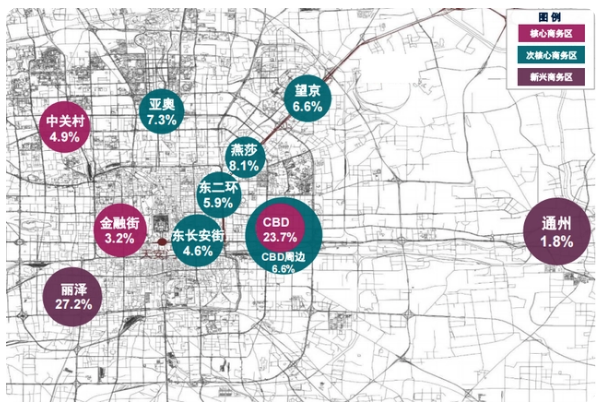 图 例
核心商务区
次核心商务区
新兴商务区
望京
6.6%
亚奥
7.3%
中关村
4.9%
燕莎
8.1%
东二环
5.9%
金融街
3.2%
东长安街
4.6%
CBD
23.7%
CBD周边
6.6%
通州
1.8%
丽泽
27.2%